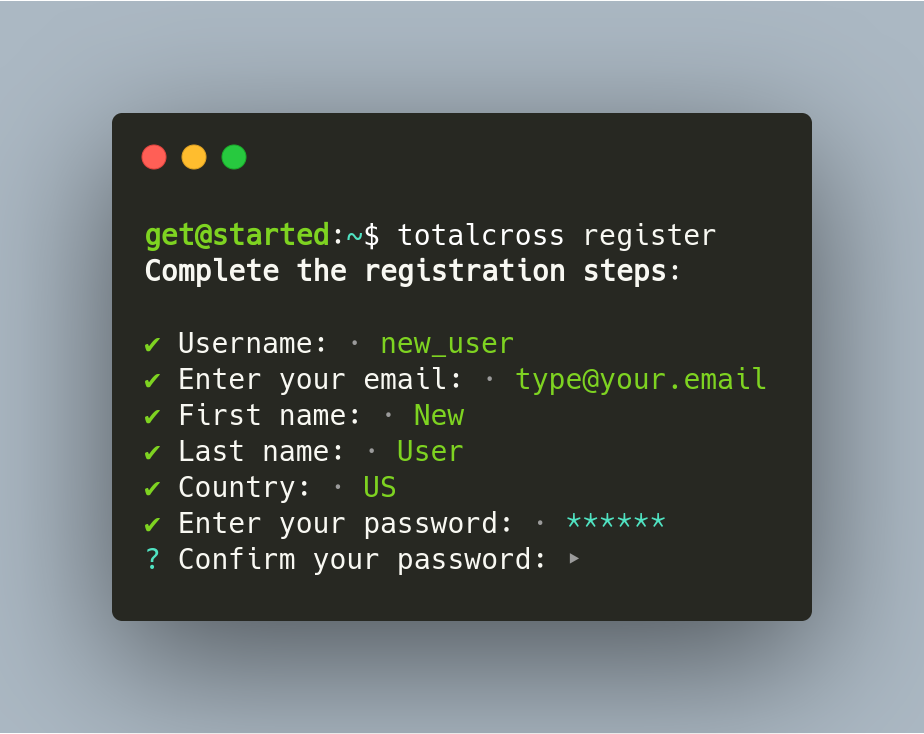 get@started:~$ totalcross register
Complete the registration steps:
✔ Username: · new_user
✔ Enter your email: · type@your.email
✔ First name: · New
✔ Last name: · User
✔ Country: · US
✔ Enter your password: · ******
? Confirm your password: ▸